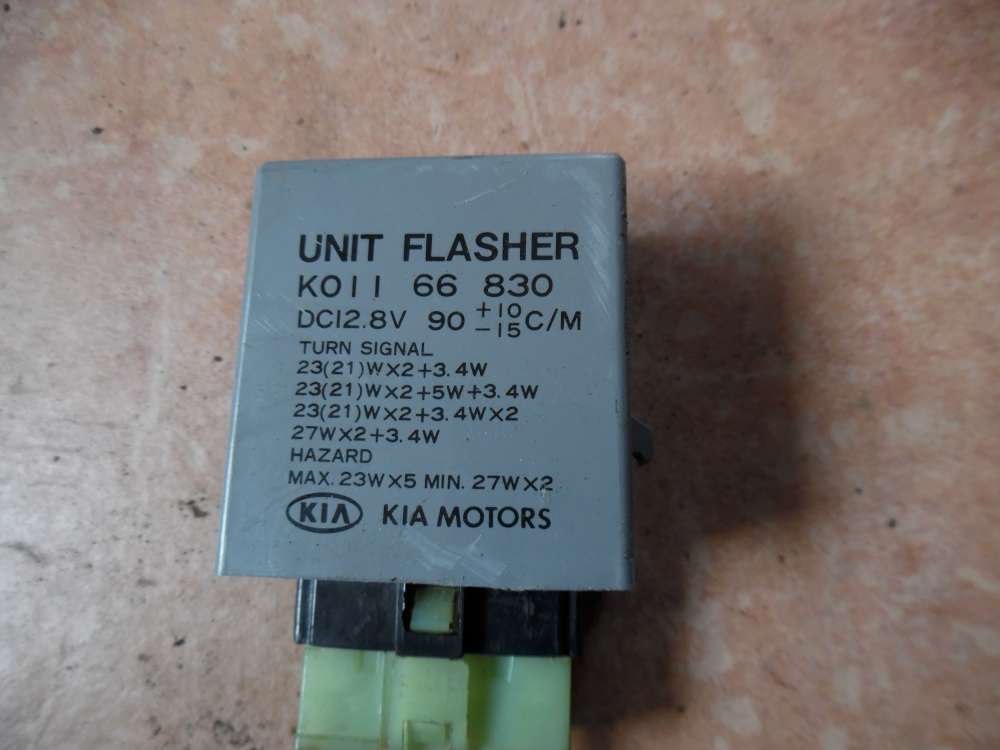 UNIT FLASHER
K011 66 830
DC12.8V 90 +10 -15 C/M
TURN SIGNAL
23(21)W×2+3.4W
23(21)W×2+5W+3.4W
23(21)W×2+3.4W×2
27W×2+3.4W
HAZARD
MAX. 23W×5 MIN. 27W×2
KIA KIA MOTORS